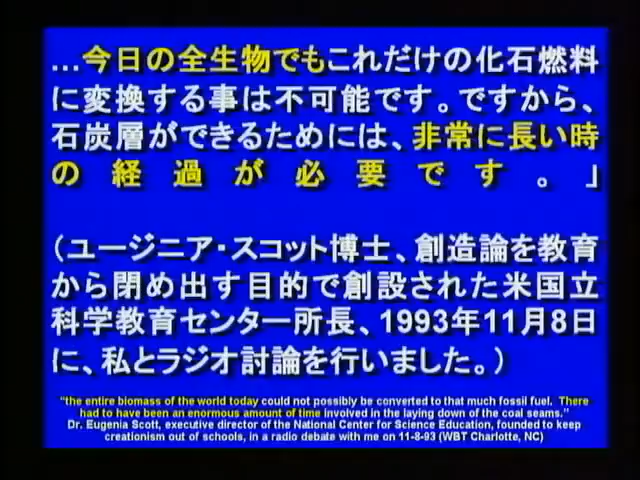 …今日の全生物でもこれだけの化石燃料
に変換する事は不可能です。ですから、
石炭層ができるためには、非常に長い時
の経過が必要です。」
（ユージニア・スコット博士、創造論を教育
から閉め出す目的で創設された米国立
科学教育センター所長、1993年11月8日
に、私とラジオ討論を行いました。）
"the entire biomass of the world today could not possibly be converted to that much fossil fuel. There
had to have been an enormous amount of time involved in the laying down of the coal seams."
Dr. Eugenia Scott, executive director of the National Center for Science Education, founded to keep
creationism out of schools, in a radio debate with me on 11-8-93 (WBT Charlotte, NC)